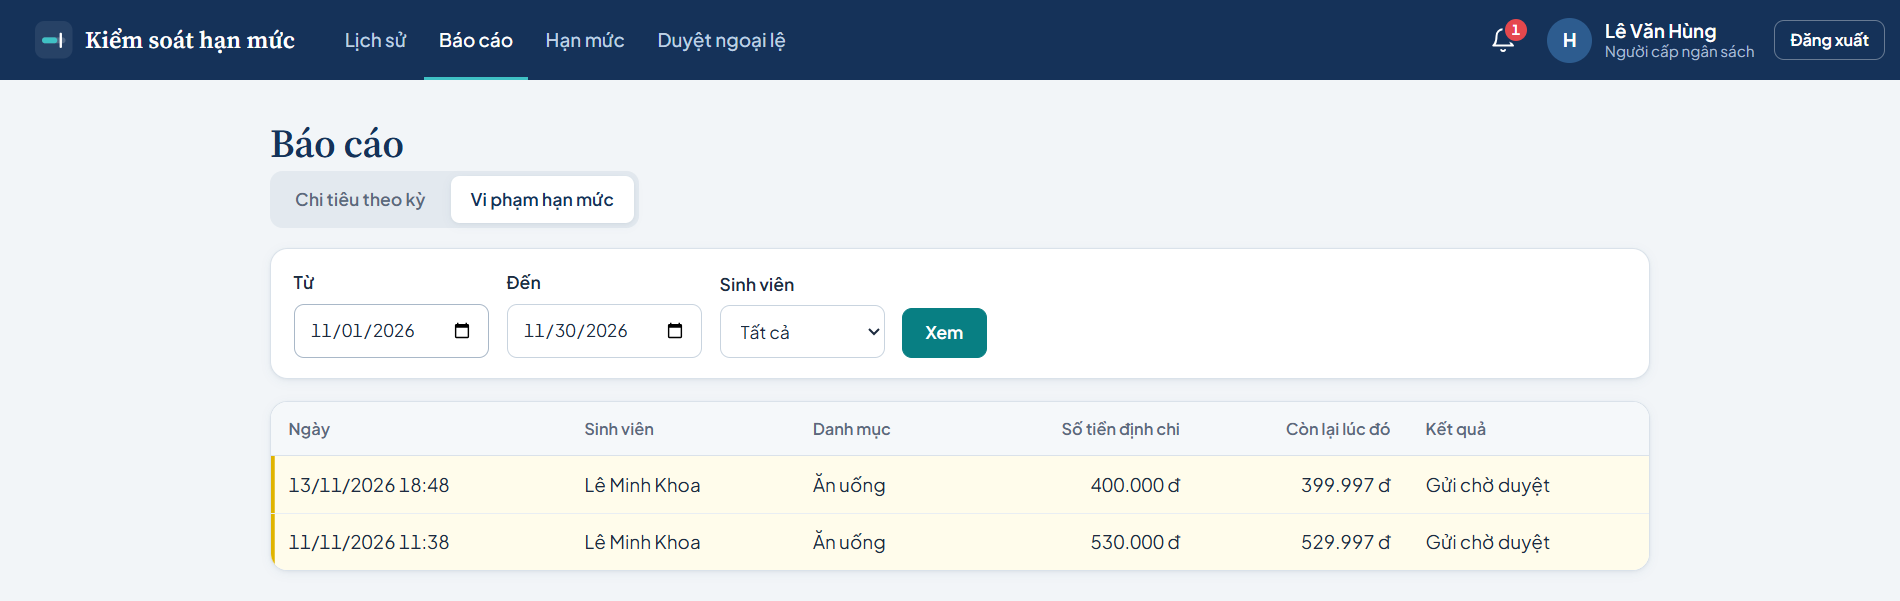 Kiểm soát hạn mức Lịch sử Báo cáo Hạn mức Duyệt ngoại lệ 1 H Lê Văn Hùng Đăng xuất
Người cấp ngân sách
Báo cáo
Chi tiêu theo kỳ Vi phạm hạn mức
Từ Đến Sinh viên
11/01/2026 11/30/2026 Tất cả Xem
Ngày Sinh viên Danh mục Số tiền định chi Còn lại lúc đó Kết quả
13/11/2026 18:48 Lê Minh Khoa Ăn uống 400.000 đ 399.997 đ Gửi chờ duyệt
11/11/2026 11:38 Lê Minh Khoa Ăn uống 530.000 đ 529.997 đ Gửi chờ duyệt